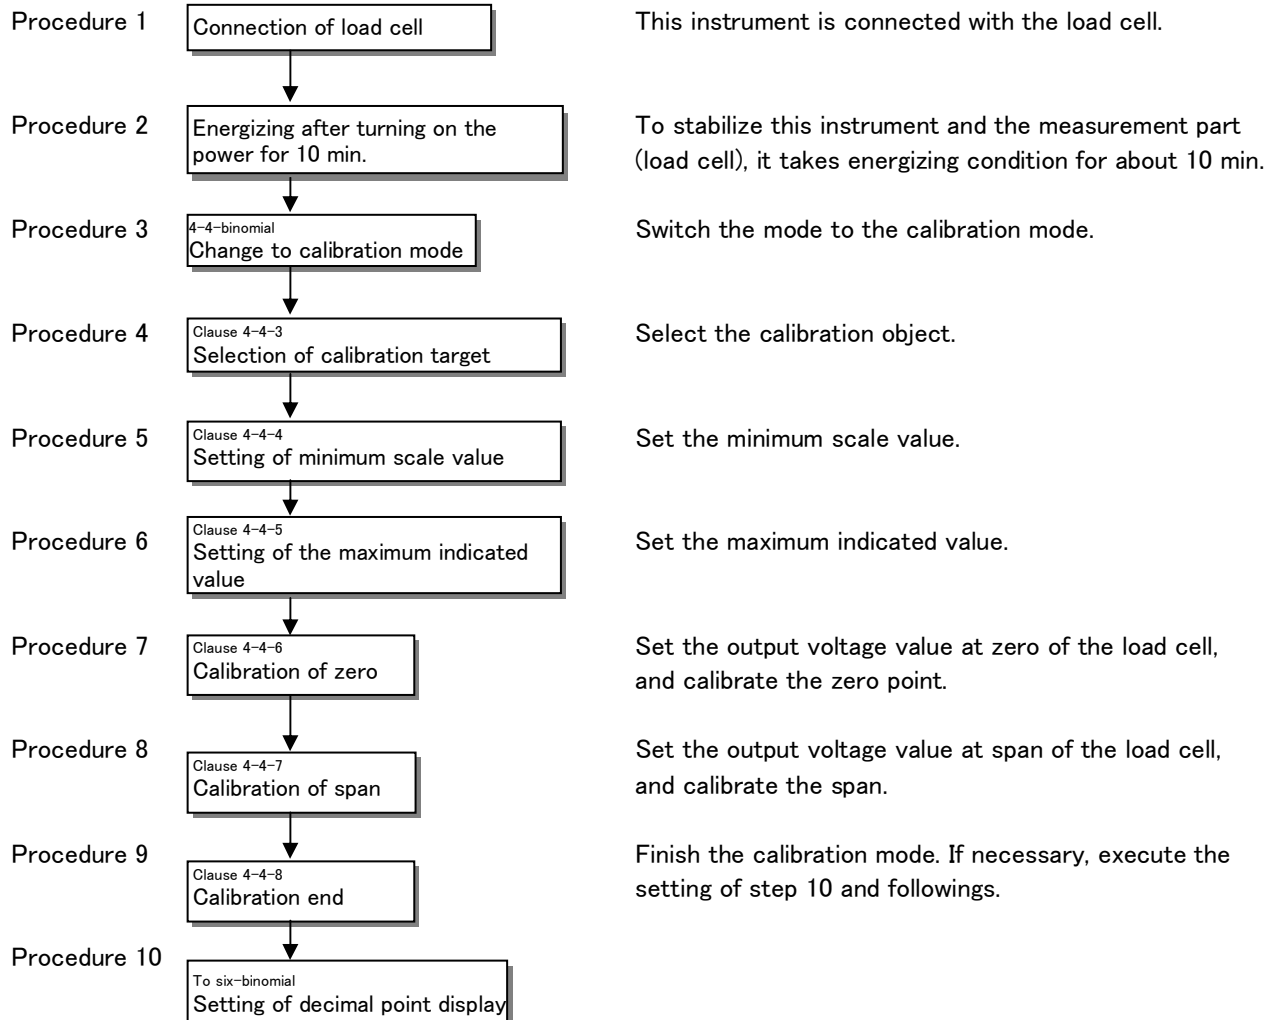 Procedure 1
Connection of load cell
This instrument is connected with the load cell.
Procedure 2
Energizing after turning on the
power for 10 min.
To stabilize this instrument and the measurement part
(load cell), it takes energizing condition for about 10 min.
Procedure 3
4-4-binomial
Change to calibration mode
Switch the mode to the calibration mode.
Procedure 4
Clause 4-4-3
Selection of calibration target
Select the calibration object.
Procedure 5
Clause 4-4-4
Setting of minimum scale value
Set the minimum scale value.
Procedure 6
Clause 4-4-5
Setting of the maximum indicated
value
Set the maximum indicated value.
Procedure 7
Clause 4-4-6
Calibration of zero
Set the output voltage value at zero of the load cell,
and calibrate the zero point.
Procedure 8
Clause 4-4-7
Calibration of span
Set the output voltage value at span of the load cell,
and calibrate the span.
Procedure 9
Clause 4-4-8
Calibration end
Finish the calibration mode. If necessary, execute the
setting of step 10 and followings.
Procedure 10
To six-binomial
Setting of decimal point display